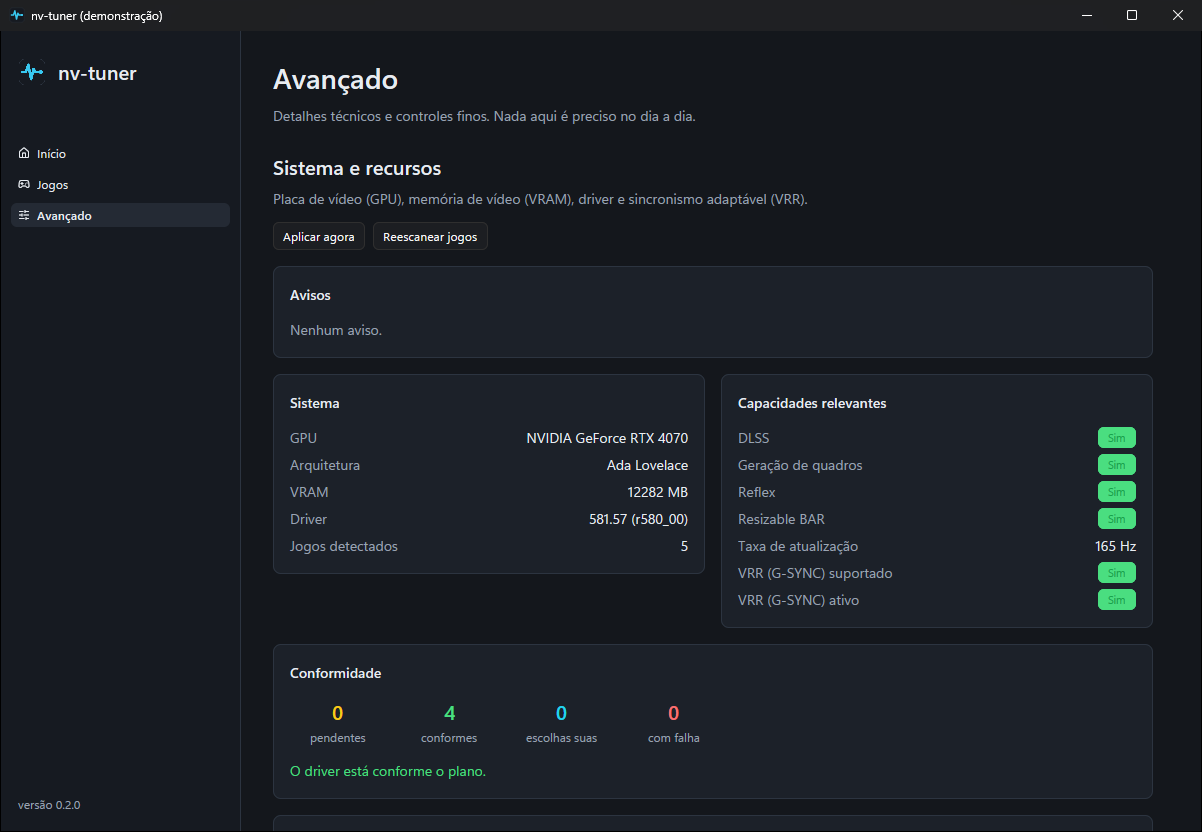 nv-tuner (demonstração)
nv-tuner
Início
Jogos
Avançado
versão 0.2.0
Avançado
Detalhes técnicos e controles finos. Nada aqui é preciso no dia a dia.
Sistema e recursos
Placa de vídeo (GPU), memória de vídeo (VRAM), driver e sincronismo adaptável (VRR).
Aplicar agora
Reescanear jogos
Avisos
Nenhum aviso.
Sistema
GPU NVIDIA GeForce RTX 4070
Arquitetura Ada Lovelace
VRAM 12282 MB
Driver 581.57 (r580_00)
Jogos detectados 5
Capacidades relevantes
DLSS Sim
Geração de quadros Sim
Reflex Sim
Resizable BAR Sim
Taxa de atualização 165 Hz
VRR (G-SYNC) suportado Sim
VRR (G-SYNC) ativo Sim
Conformidade
0 4 0 0
pendentes conformes escolhas suas com falha
O driver está conforme o plano.